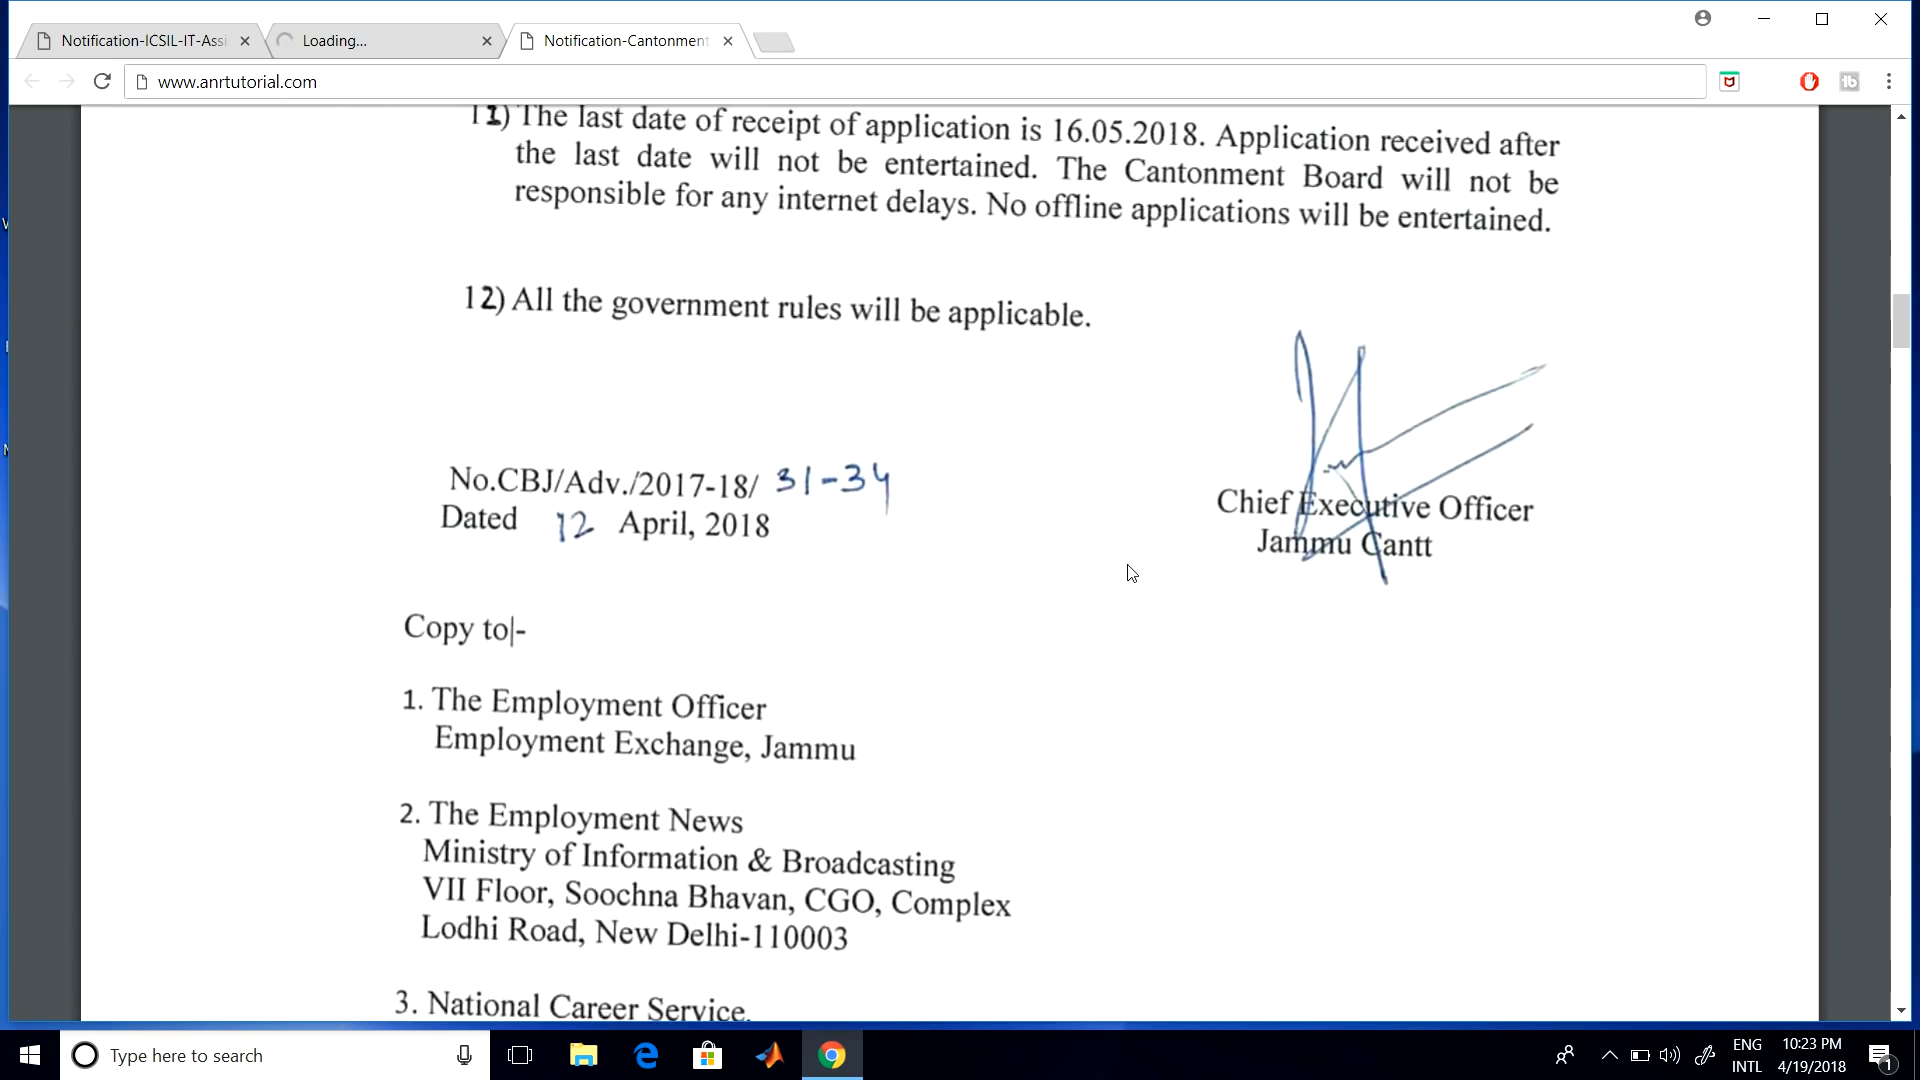 Notification-ICSIL-IT-Assi
Loading...
Notification-Cantonment
www.anrtutorial.com
11) The last date of receipt of application is 16.05.2018. Application received after
the last date will not be entertained. The Cantonment Board will not be
responsible for any internet delays. No offline applications will be entertained.
12) All the government rules will be applicable.
No.CBJ/Adv./2017-18/ 31-34
Dated 12 April, 2018
Chief Executive Officer
Jammu Cantt
Copy to|-
1. The Employment Officer
Employment Exchange, Jammu
2. The Employment News
Ministry of Information & Broadcasting
VII Floor, Soochna Bhavan, CGO, Complex
Lodhi Road, New Delhi-110003
3. National Career Service.
Type here to search
ENG
INTL
10:23 PM
4/19/2018
1